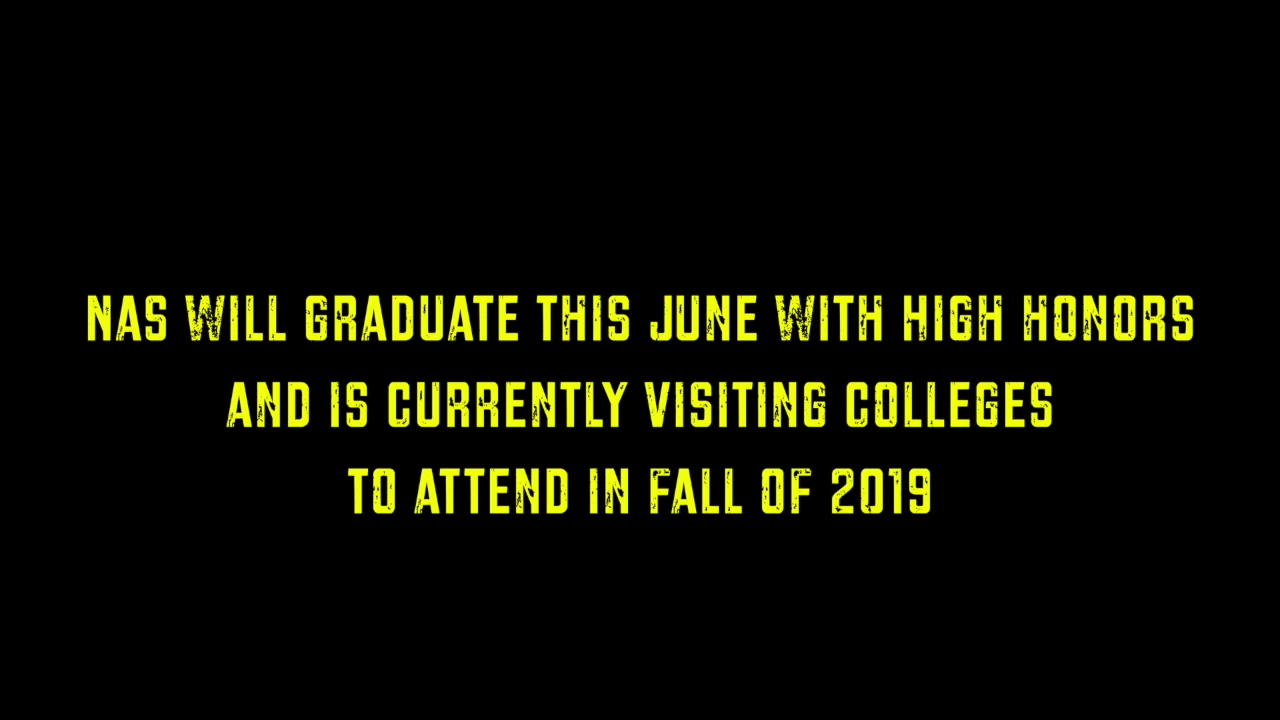 NAS WILL GRADUATE THIS JUNE WITH HIGH HONORS
AND IS CURRENTLY VISITING COLLEGES
TO ATTEND IN FALL OF 2019